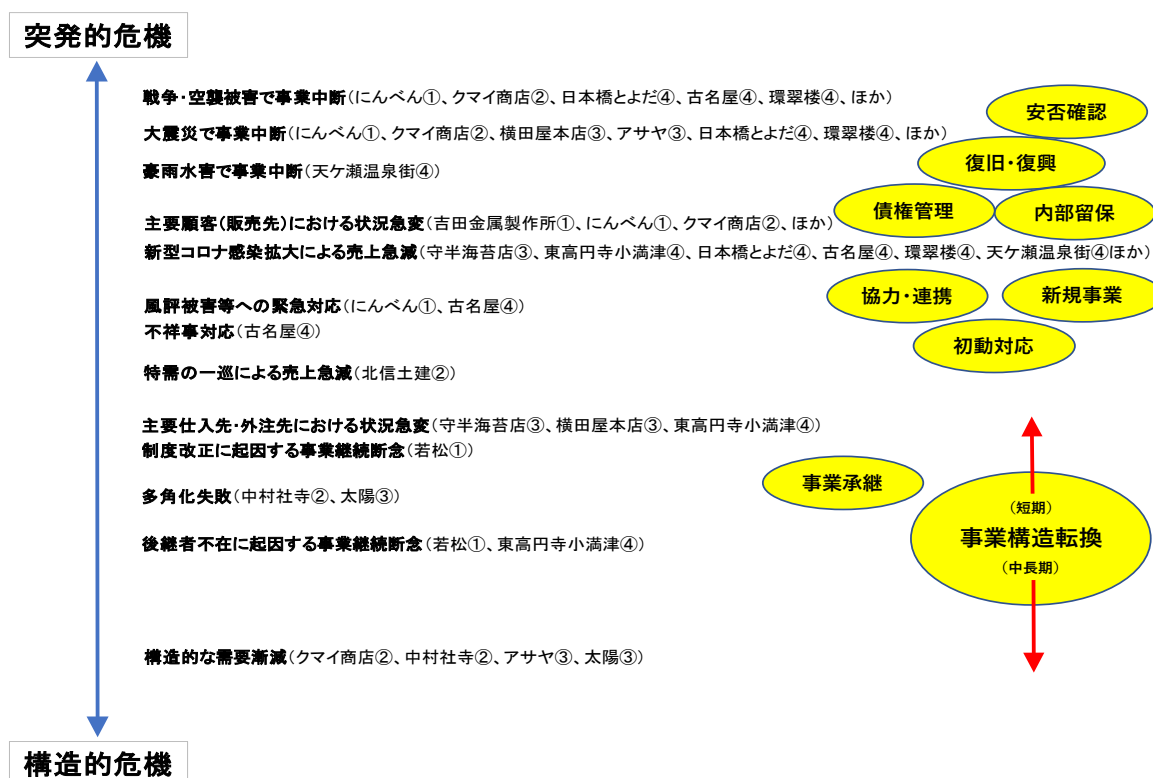 突発的危機
戦争・空襲被害で事業中断（にんべん①、クマイ商店②、日本橋とよだ④、古名屋④、環翠楼④、ほか）
安否確認
大震災で事業中断（にんべん①、クマイ商店②、横田屋本店③、アサヤ③、日本橋とよだ④、環翠楼④、ほか）
復旧・復興
豪雨水害で事業中断（天ケ瀬温泉街④）
債権管理
内部留保
主要顧客（販売先）における状況急変（吉田金属製作所①、にんべん①、クマイ商店②、ほか）
新型コロナ感染拡大による売上急減（守半海苔店③、東高円寺小満津④、日本橋とよだ④、古名屋④、環翠楼④、天ケ瀬温泉街④ほか）
協力・連携
新規事業
風評被害等への緊急対応（にんべん①、古名屋④）
不祥事対応（古名屋④）
初動対応
特需の一巡による売上急減（北信土建②）
主要仕入先・外注先における状況急変（守半海苔店③、横田屋本店③、東高円寺小満津④）
制度改正に起因する事業継続断念（若松①）
事業承継
多角化失敗（中村社寺②、太陽③）
（短期）
事業構造転換
（中長期）
後継者不在に起因する事業継続断念（若松①、東高円寺小満津④）
構造的な需要漸減（クマイ商店②、中村社寺②、アサヤ③、太陽③）
構造的危機